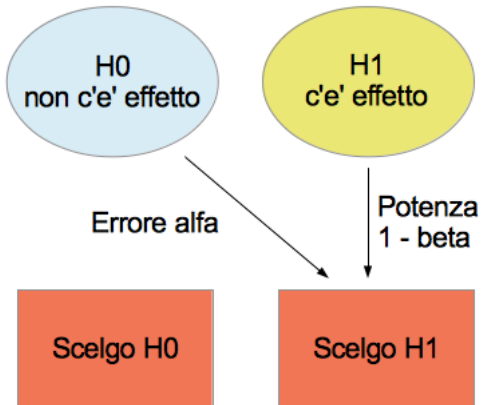 H0
non c'e' effetto
H1
c'e' effetto
Errore alfa
Potenza
1 - beta
Scelgo H0
Scelgo H1